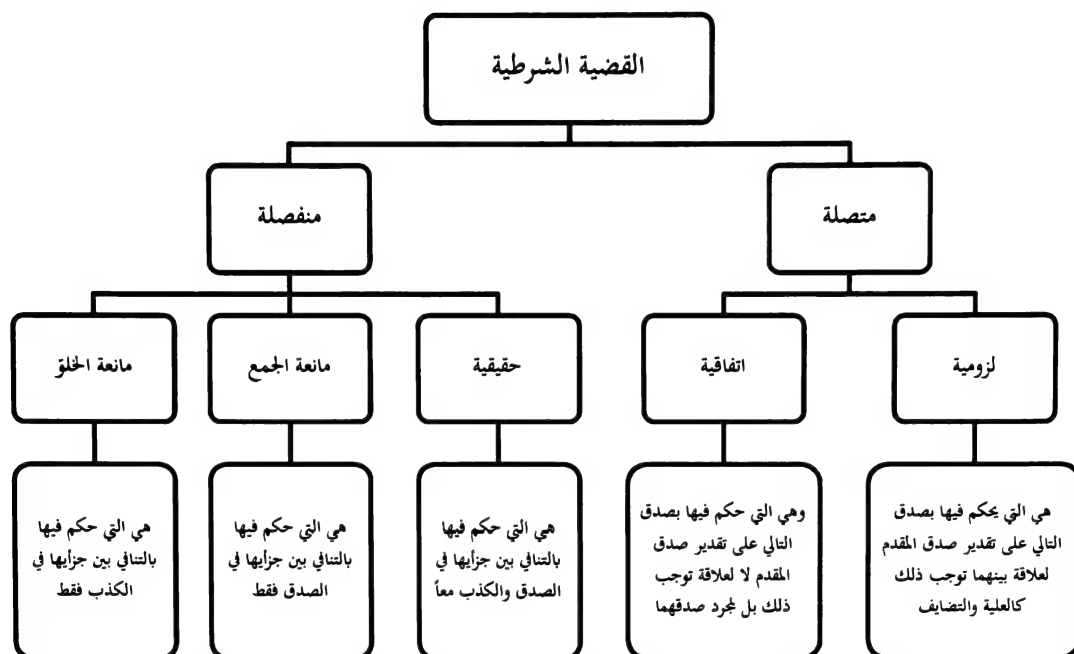 القضية الشرطية
متصلة
منفصلة
لزومية
اتفاقية
حقيقية
مانعة الجمع
مانعة الخلو
هي التي يحكم فيها بصدق
التالي على تقدير صدق المقدم
لعلاقة بينهما توجب ذلك
كالعلية والتضايف
وهي التي حكم فيها بصدق
التالي على تقدير صدق
المقدم لا لعلاقة توجب
ذلك بل لمجرد صدقهما
هي التي حكم فيها
بالتنافي بين جزأيها في
الصدق والكذب معاً
هي التي حكم فيها
بالتنافي بين جزأيها في
الصدق فقط
هي التي حكم فيها
بالتنافي بين جزأيها في
الكذب فقط